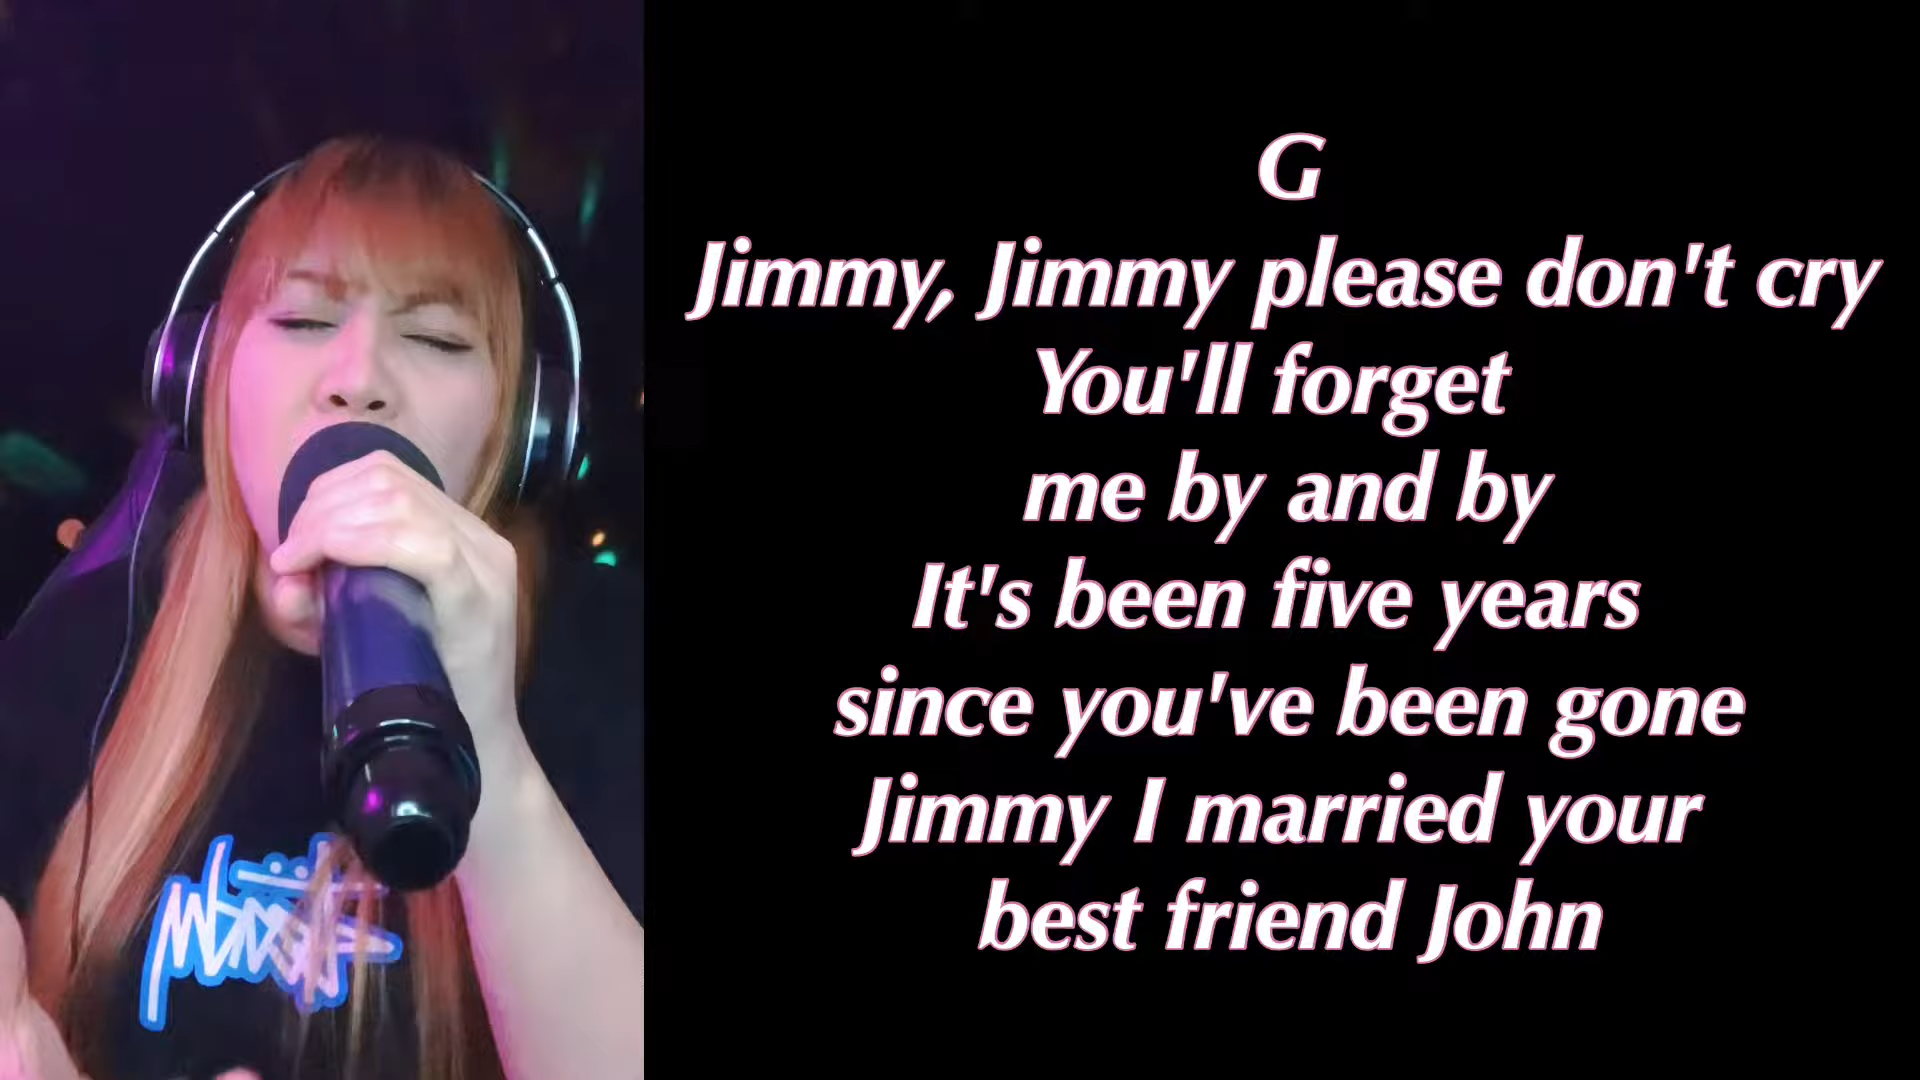 G
Jimmy, Jimmy please don't cry
You'll forget
me by and by
It's been five years
since you've been gone
Jimmy I married your
best friend John